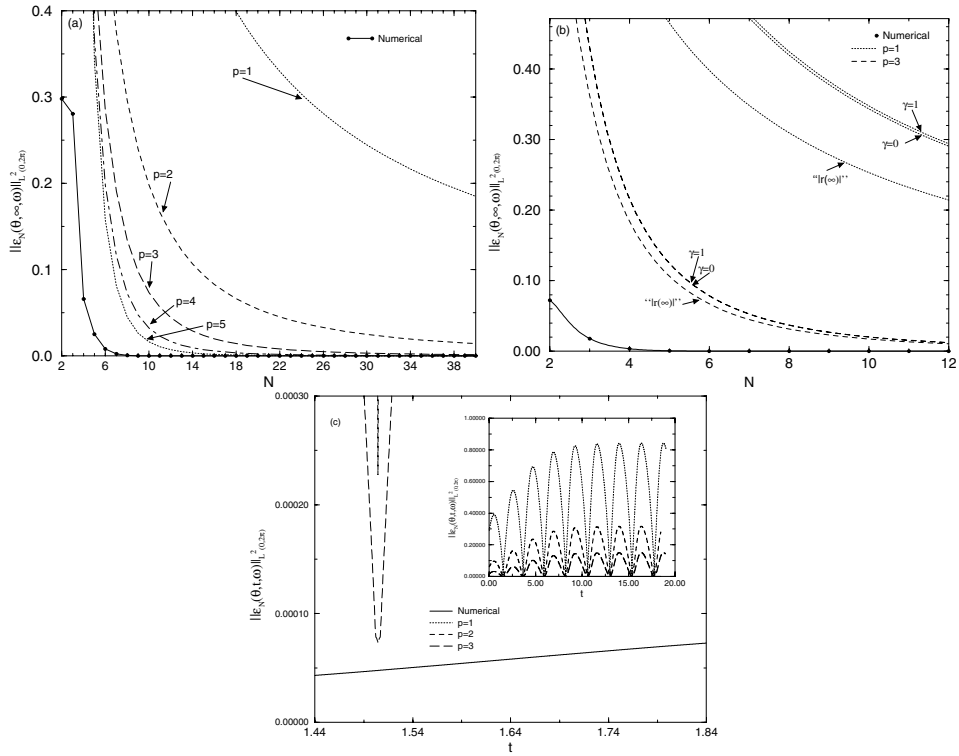 (a)
||ε_N(θ,∞,ω)||²_L (0,2π)
0.4
0.3
0.2
0.1
0.0
Numerical
p=1
p=2
p=3
p=4
p=5
2 6 10 14 18 22 26 30 34 38
N
(b)
||ε_N(θ,∞,ω)||_L²(0,2π)
0.40
0.30
0.20
0.10
0.00
Numerical
p=1
p=3
γ=1
γ=0
“|r(∞)|”
γ=1
γ=0
“|r(∞)|”
2 4 6 8 10 12
N
(c)
||ε_N(θ,t,ω)||_L²(0,2π)
0.00030
0.00020
0.00010
0.00000
Numerical
p=1
p=2
p=3
1.44 1.54 1.64 1.74 1.84
t
||ε_N(θ,t,ω)||_L²(0,2π)
1.00000
0.80000
0.60000
0.40000
0.20000
0.00000
0.00 5.00 10.00 15.00 20.00
t